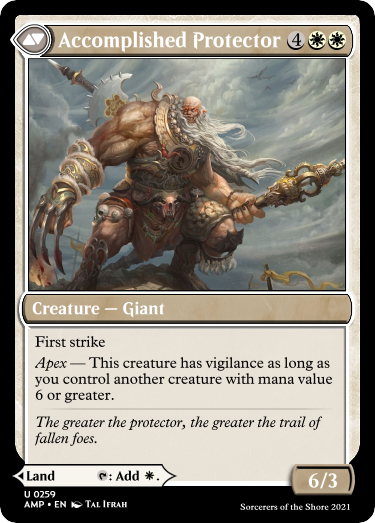 Accomplished Protector 4
Creature — Giant
First strike
Apex — This creature has vigilance as long as
you control another creature with mana value
6 or greater.
The greater the protector, the greater the trail of
fallen foes.
Land : Add .
6/3
U 0259
AMP • EN Tal Ifrah
Sorcerers of the Shore 2021